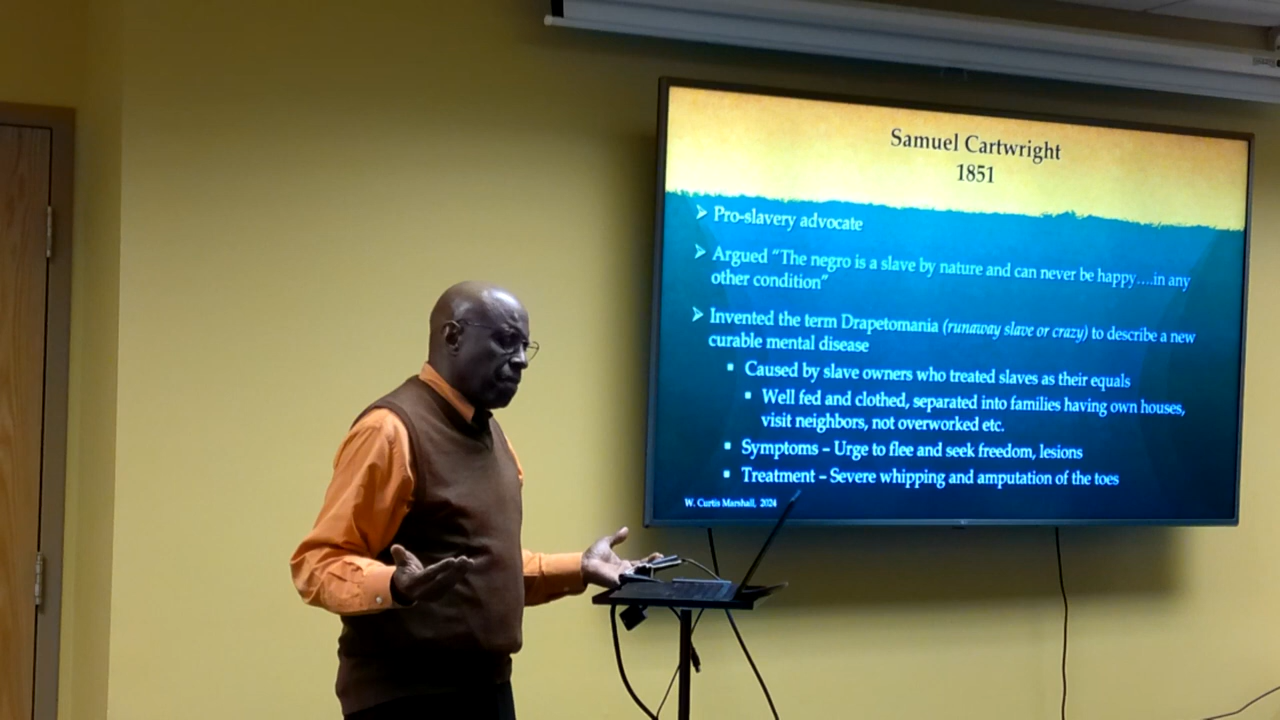 Samuel Cartwright
1851
Pro-slavery advocate
Argued “The negro is a slave by nature and can never be happy….in any
other condition”
Invented the term Drapetomania (runaway slave or crazy) to describe a new
curable mental disease
Caused by slave owners who treated slaves as their equals
Well fed and clothed, separated into families having own houses,
visit neighbors, not overworked etc.
Symptoms – Urge to flee and seek freedom, lesions
Treatment – Severe whipping and amputation of the toes
W. Curtis Marshall, 2024